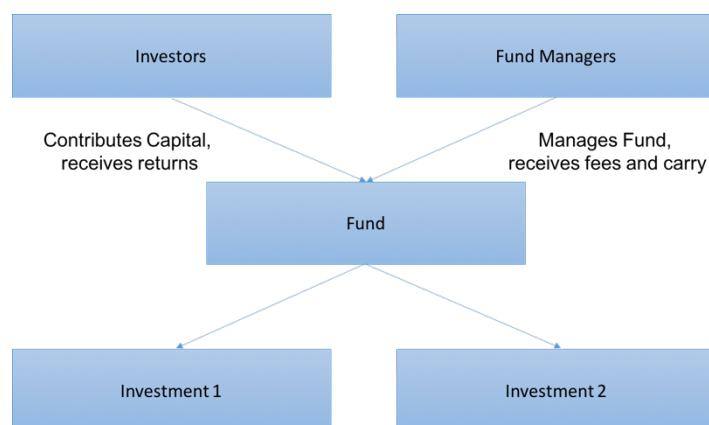 Investors
Fund Managers
Contributes Capital,
receives returns
Manages Fund,
receives fees and carry
Fund
Investment 1
Investment 2